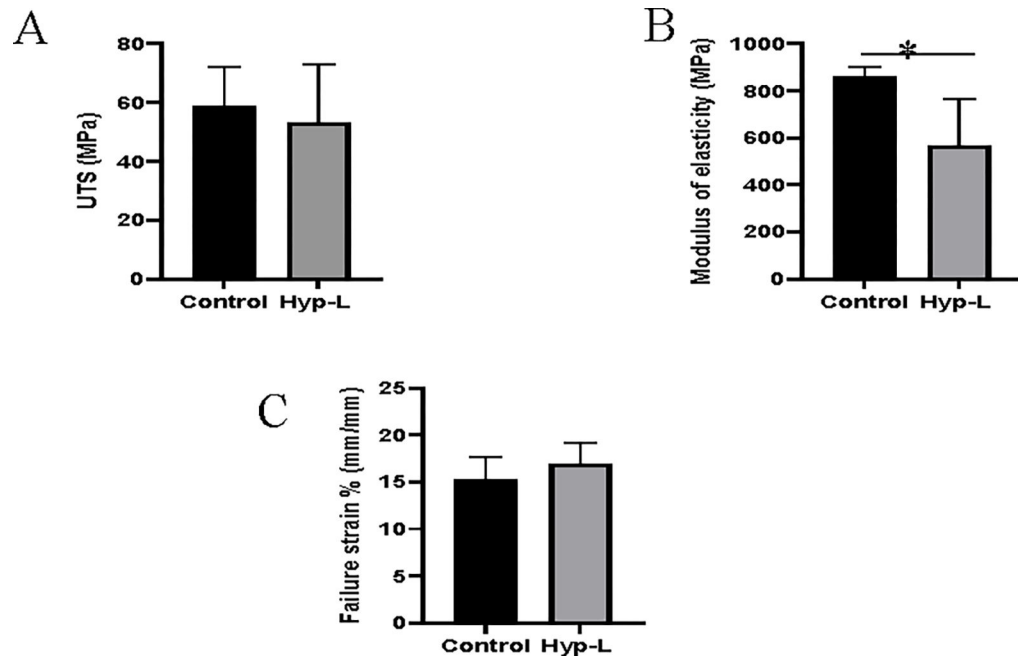 A
UTS (MPa)
80
60
40
20
0
Control Hyp-L
B
Modulus of elasticity (MPa)
1000
800
600
400
200
0
*
Control Hyp-L
C
Failure strain % (mm/mm)
25
20
15
10
5
0
Control Hyp-L